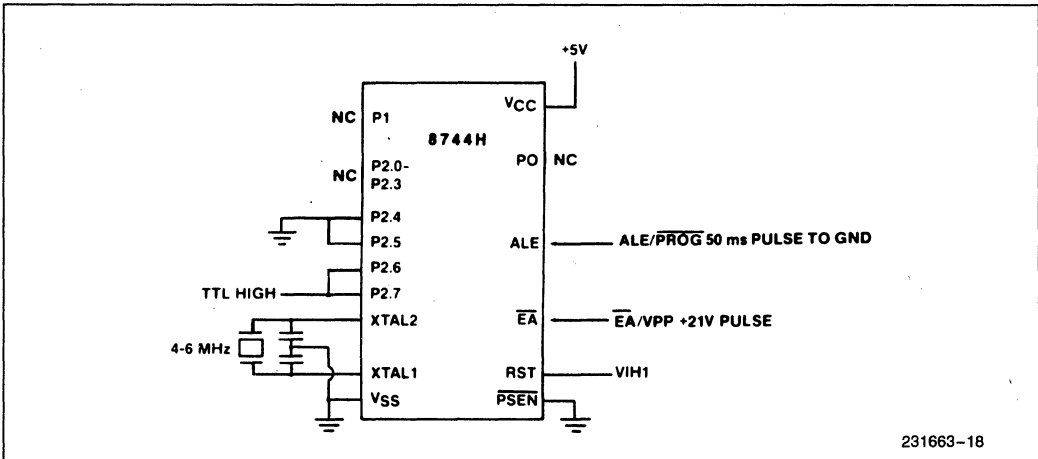 +5V
VCC
NC P1
8744H
PO NC
NC P2.0-
P2.3
P2.4
P2.5
ALE
ALE/PROG 50 ms PULSE TO GND
P2.6
TTL HIGH
P2.7
XTAL2
EA
EA/VPP +21V PULSE
4-6 MHz
XTAL1
RST
VIH1
VSS
PSEN
231663-18